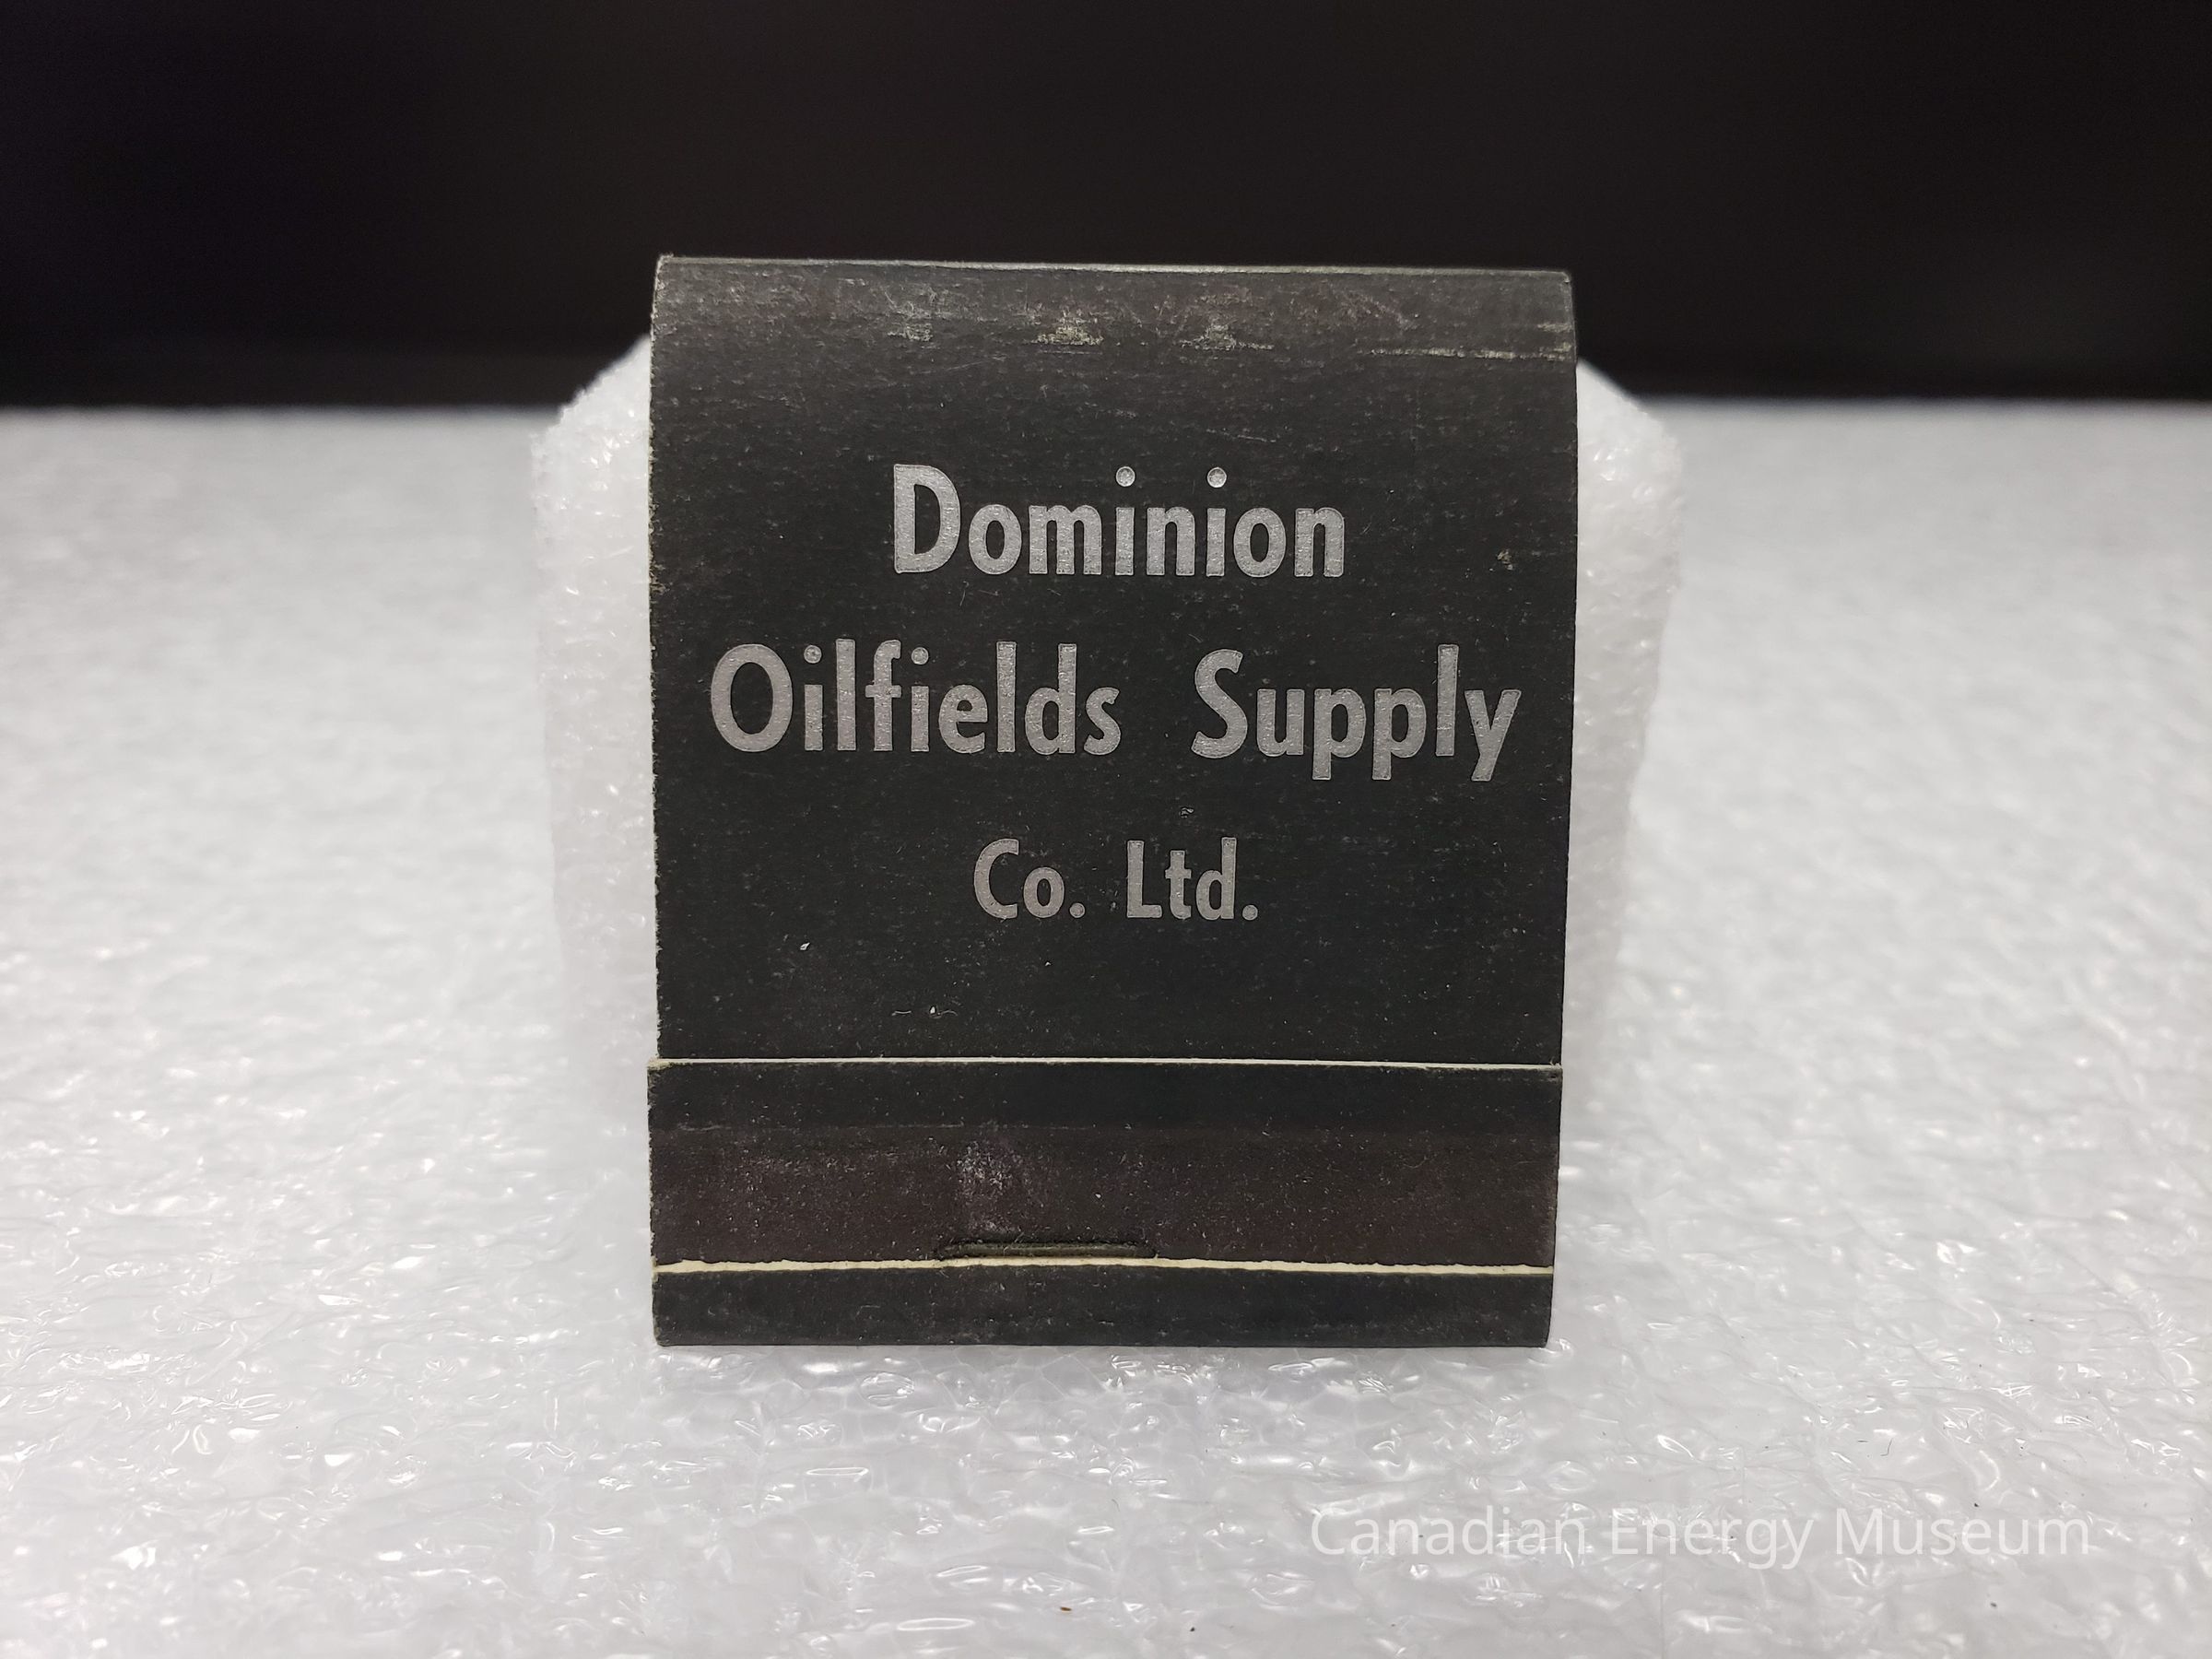 Dominion
Oilfields Supply
Co. Ltd.
Canadian Energy Museum